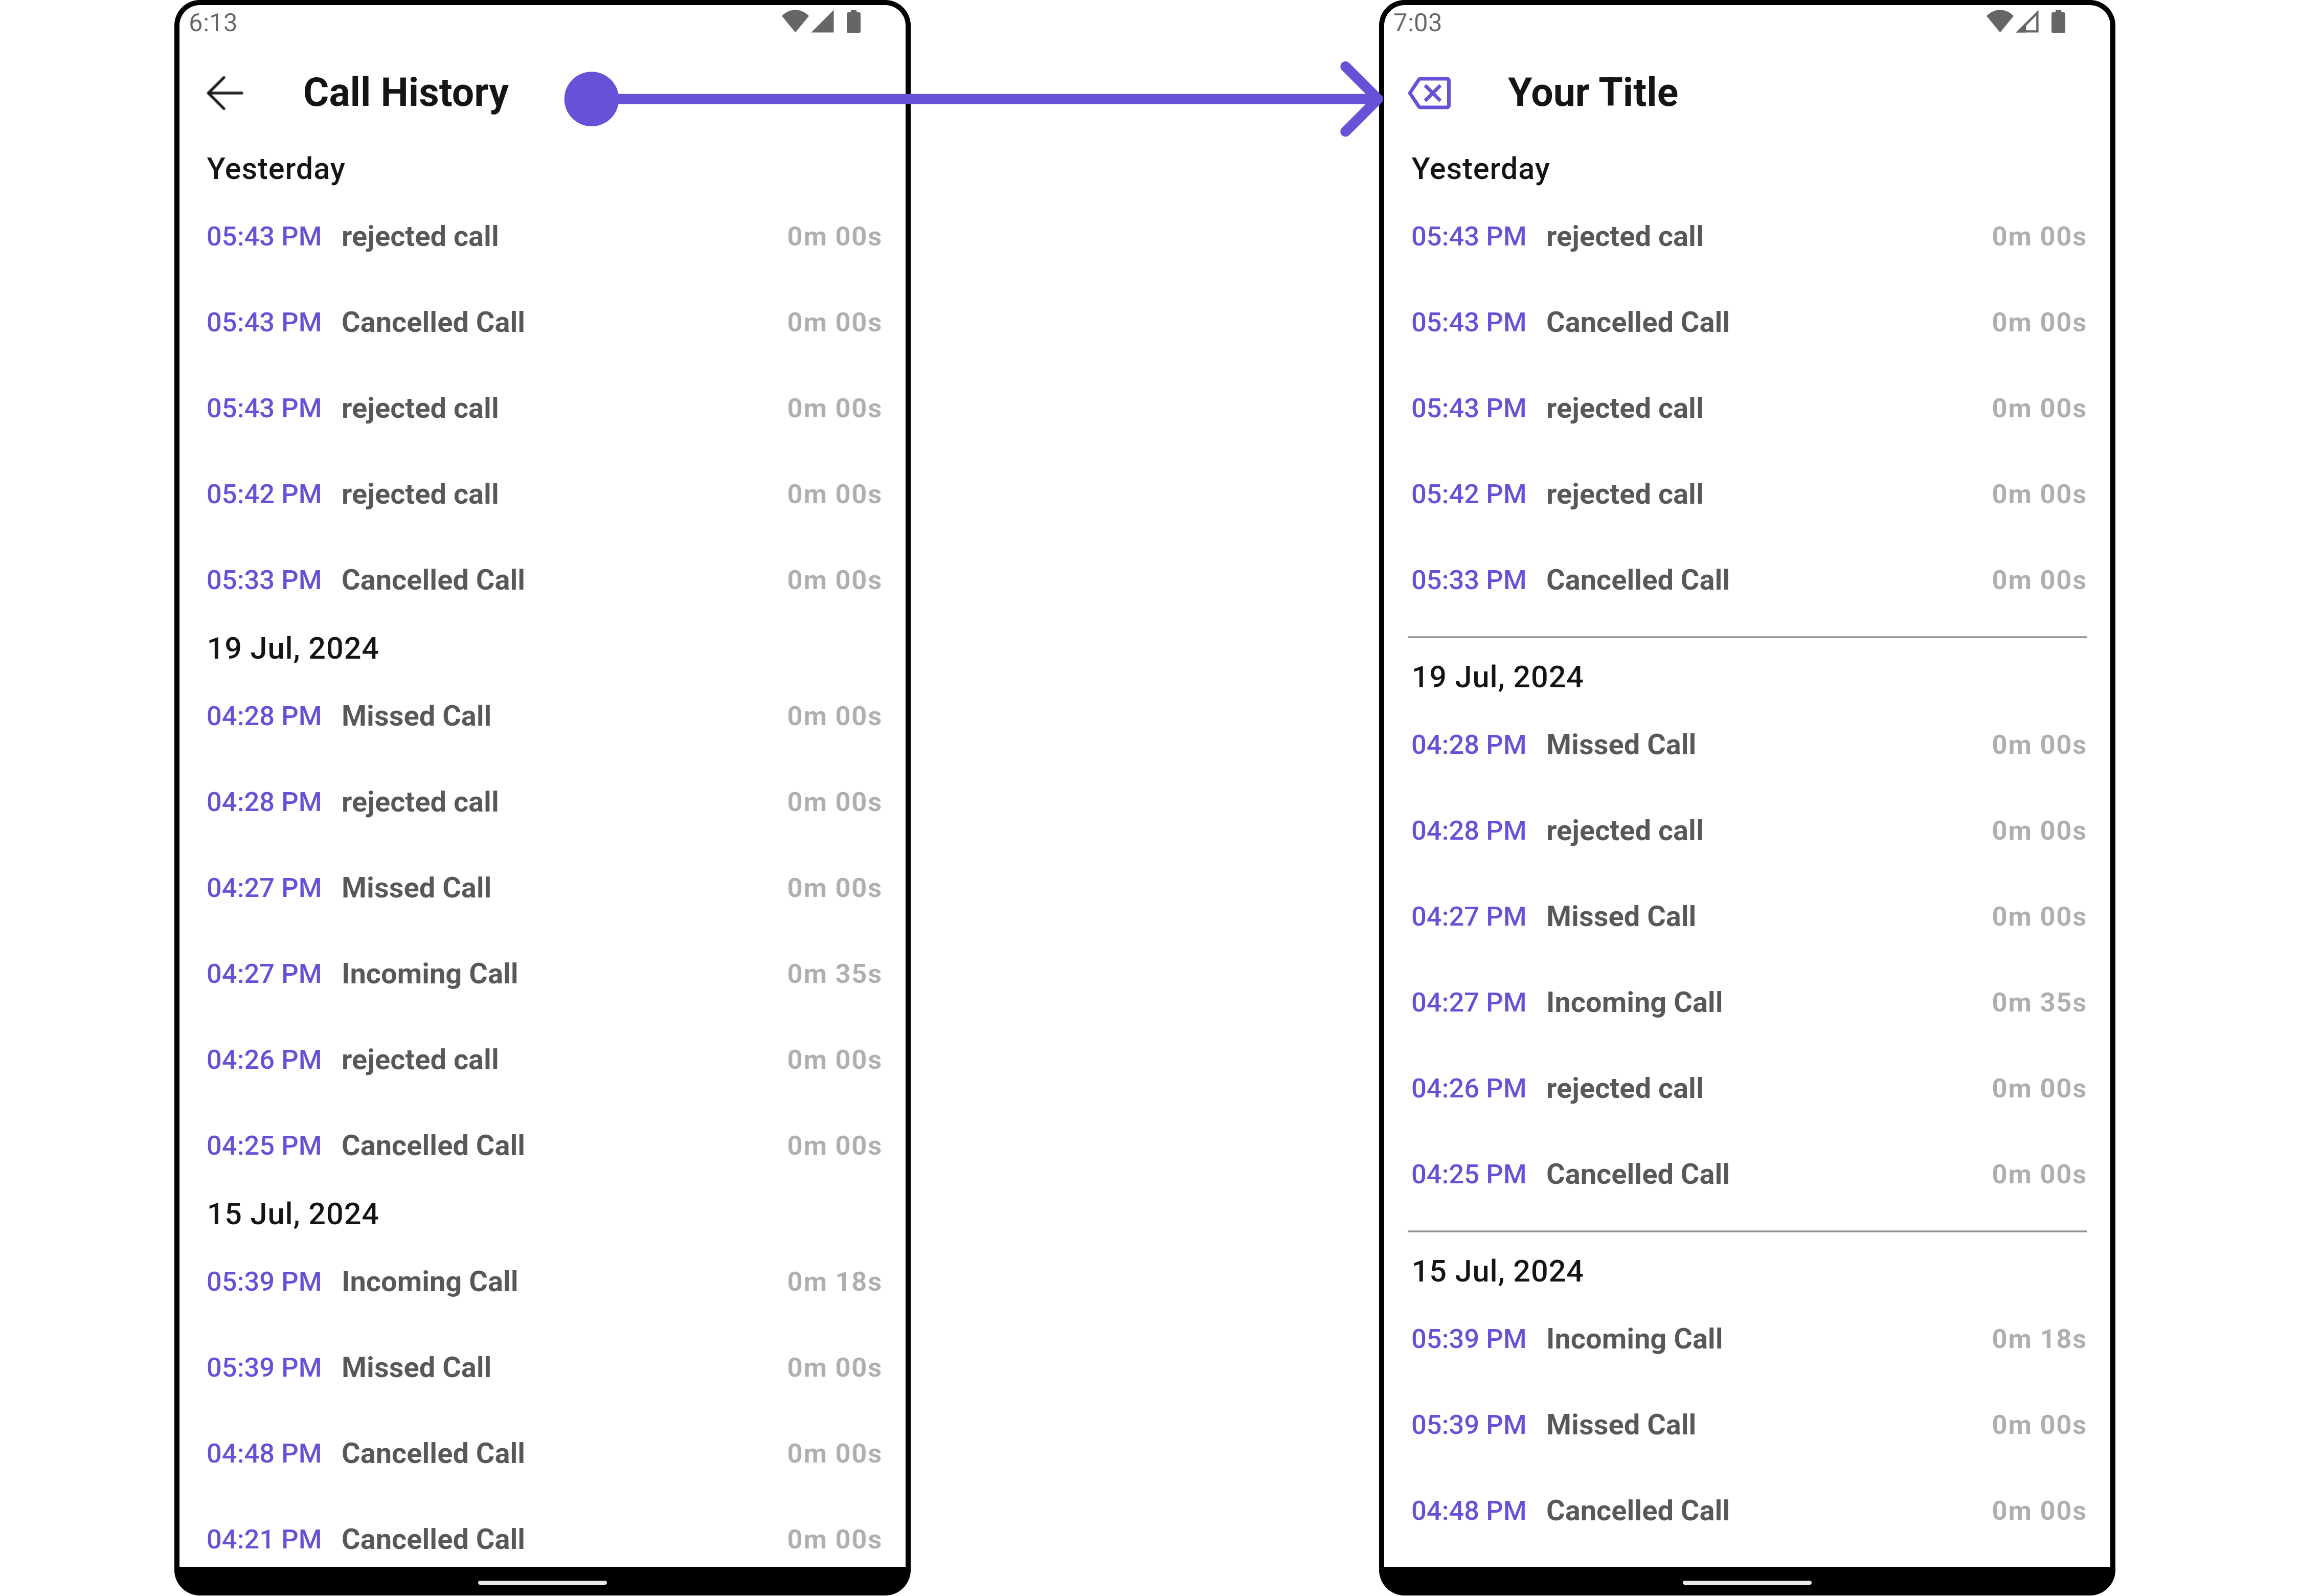 6:13
Call History
Yesterday
05:43 PM rejected call 0m 00s
05:43 PM Cancelled Call 0m 00s
05:43 PM rejected call 0m 00s
05:42 PM rejected call 0m 00s
05:33 PM Cancelled Call 0m 00s
19 Jul, 2024
04:28 PM Missed Call 0m 00s
04:28 PM rejected call 0m 00s
04:27 PM Missed Call 0m 00s
04:27 PM Incoming Call 0m 35s
04:26 PM rejected call 0m 00s
04:25 PM Cancelled Call 0m 00s
15 Jul, 2024
05:39 PM Incoming Call 0m 18s
05:39 PM Missed Call 0m 00s
04:48 PM Cancelled Call 0m 00s
04:21 PM Cancelled Call 0m 00s
7:03
Your Title
Yesterday
05:43 PM rejected call 0m 00s
05:43 PM Cancelled Call 0m 00s
05:43 PM rejected call 0m 00s
05:42 PM rejected call 0m 00s
05:33 PM Cancelled Call 0m 00s
19 Jul, 2024
04:28 PM Missed Call 0m 00s
04:28 PM rejected call 0m 00s
04:27 PM Missed Call 0m 00s
04:27 PM Incoming Call 0m 35s
04:26 PM rejected call 0m 00s
04:25 PM Cancelled Call 0m 00s
15 Jul, 2024
05:39 PM Incoming Call 0m 18s
05:39 PM Missed Call 0m 00s
04:48 PM Cancelled Call 0m 00s